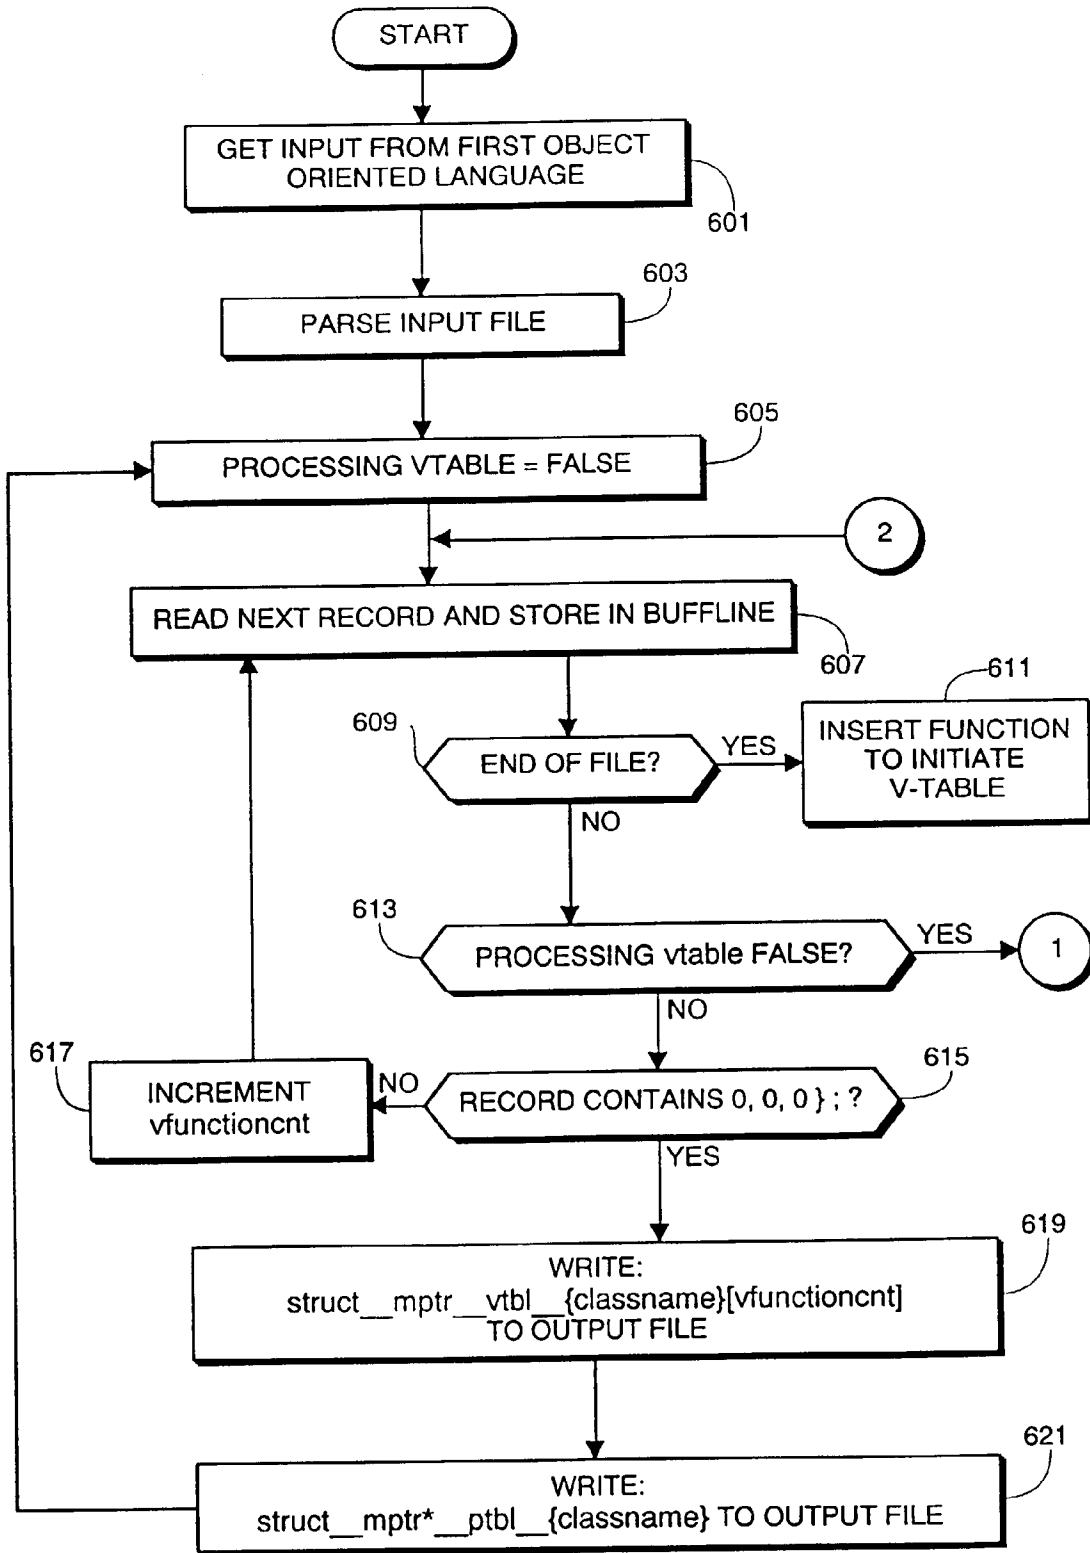 START
GET INPUT FROM FIRST OBJECT
ORIENTED LANGUAGE
601
603
PARSE INPUT FILE
605
PROCESSING VTABLE = FALSE
2
READ NEXT RECORD AND STORE IN BUFFLINE
607
611
609
END OF FILE?
YES
INSERT FUNCTION
TO INITIATE
V-TABLE
NO
613
PROCESSING vtable FALSE?
YES
1
NO
617
INCREMENT
vfunctioncnt
NO
RECORD CONTAINS 0, 0, 0 } ; ?
615
YES
619
WRITE:
struct__mptr__vtbl__{classname}[vfunctioncnt]
TO OUTPUT FILE
621
WRITE:
struct__mptr*__ptbl__{classname} TO OUTPUT FILE